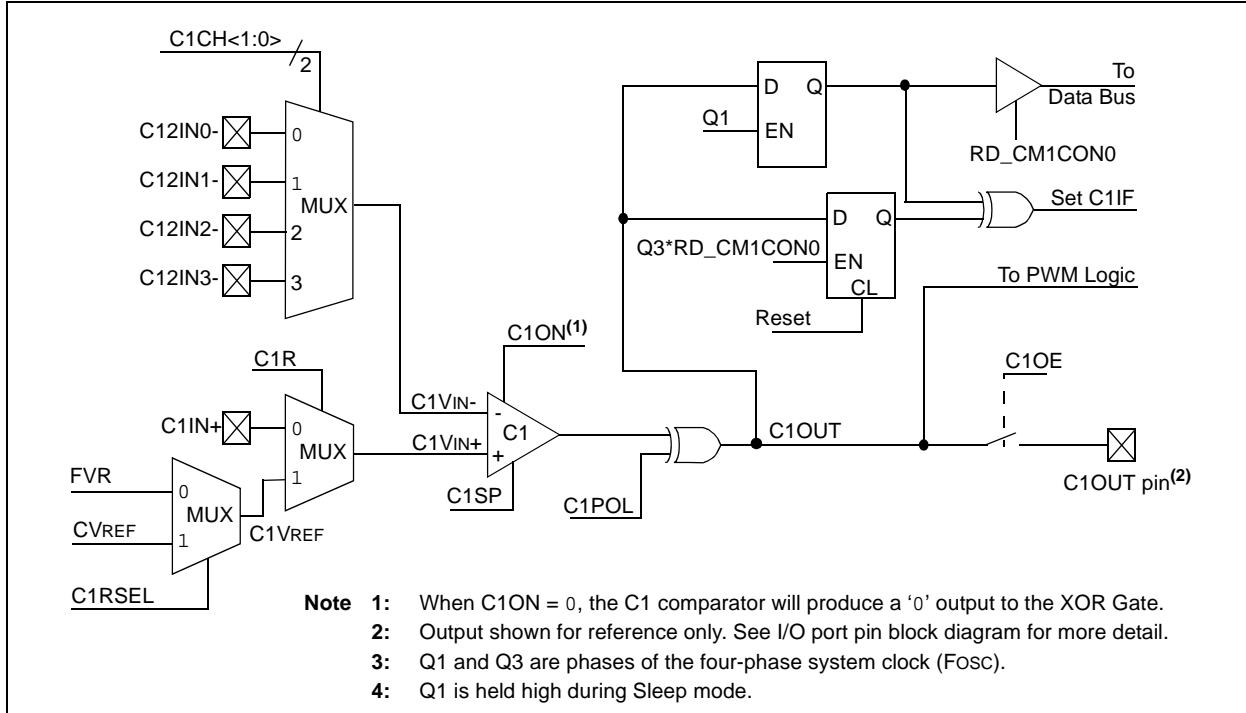 C1CH<1:0>
2
C12IN0-
0
C12IN1-
1
MUX
C12IN2-
2
C12IN3-
3
D Q
Q1
EN
To
Data Bus
RD_CM1CON0
D Q
Q3*RD_CM1CON0
EN
CL
Reset
Set C1IF
To PWM Logic
C1R
C1IN+
0
MUX
1
FVR
0
MUX
CVREF
1
C1VREF
C1RSEL
C1ON(1)
C1VIN-
-
C1
C1VIN+
+
C1SP
C1POL
C1OUT
C1OE
C1OUT pin(2)
Note 1: When C1ON = 0, the C1 comparator will produce a ‘0’ output to the XOR Gate.
2: Output shown for reference only. See I/O port pin block diagram for more detail.
3: Q1 and Q3 are phases of the four-phase system clock (FOSC).
4: Q1 is held high during Sleep mode.